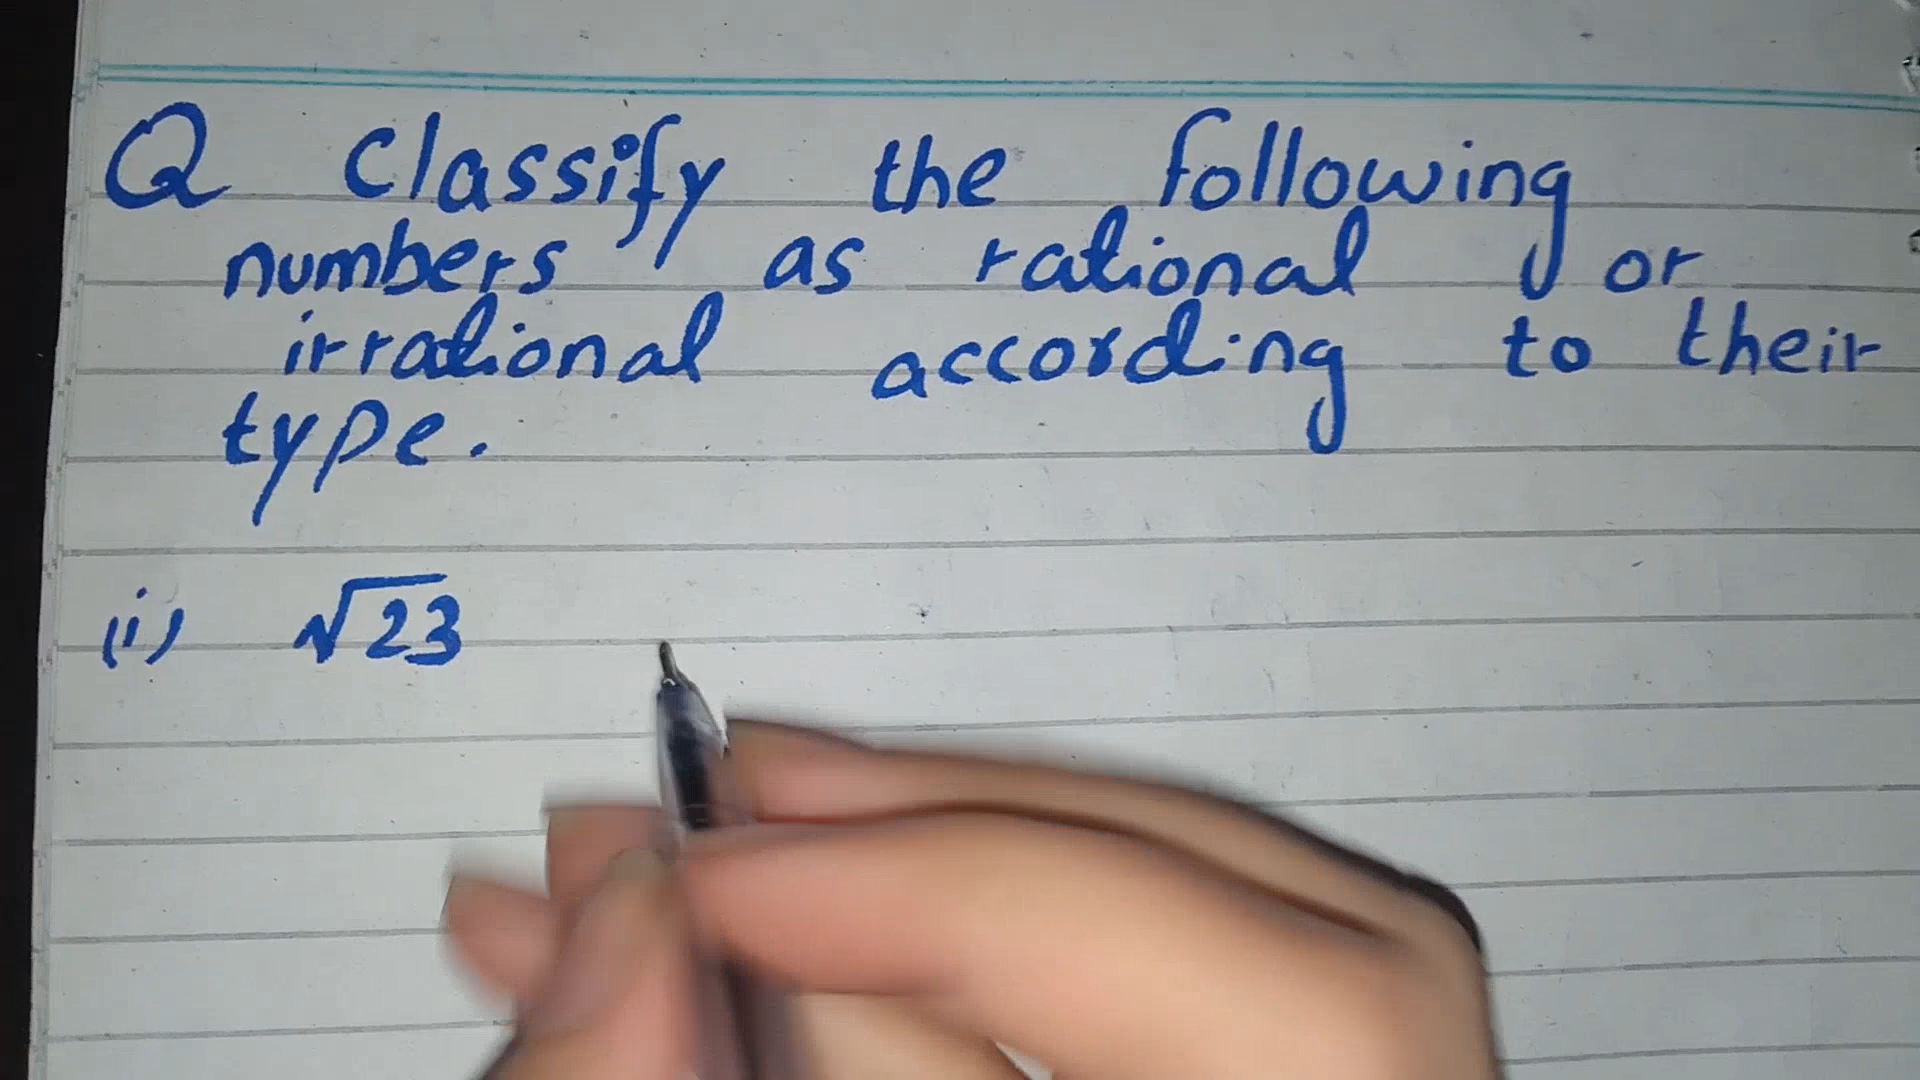 Q Classify the following
numbers as rational or
irrational according to their
type.
(i) √23